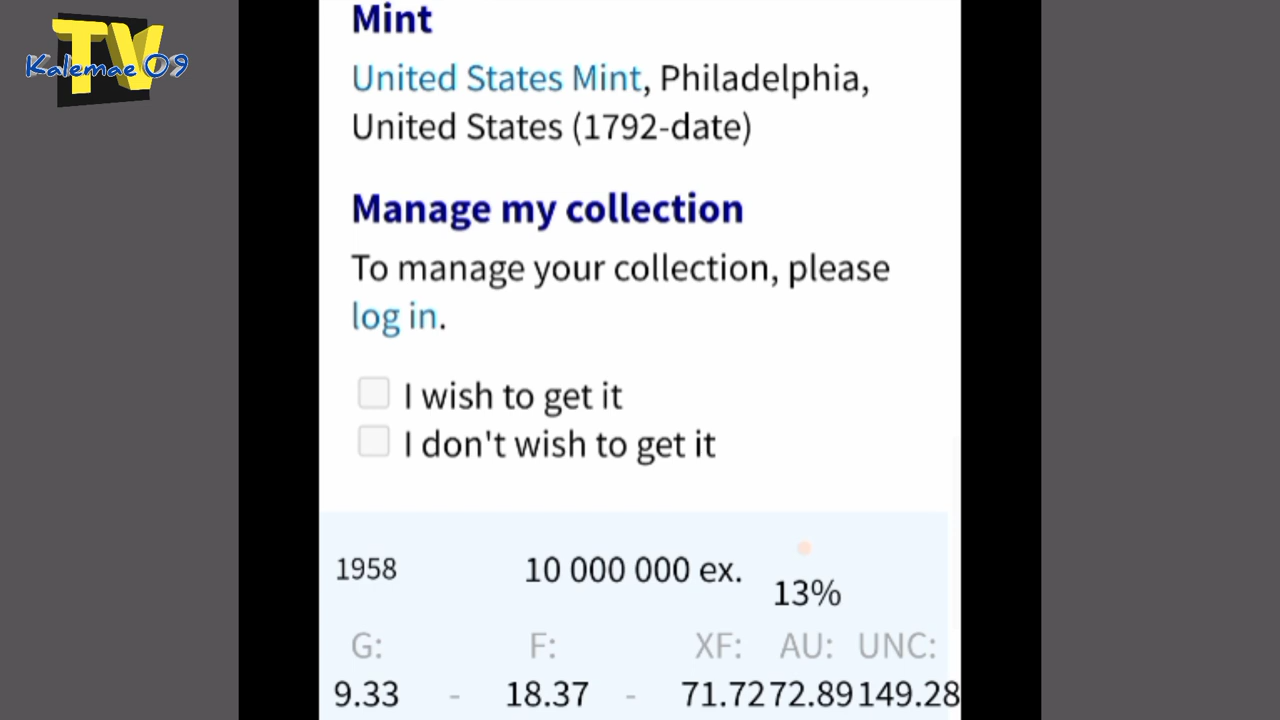 TV
Kalemae 09
Mint
United States Mint, Philadelphia,
United States (1792-date)
Manage my collection
To manage your collection, please
log in.
I wish to get it
I don't wish to get it
1958 10 000 000 ex. 13%
G: F: XF: AU: UNC:
9.33 - 18.37 - 71.72 72.89 149.28